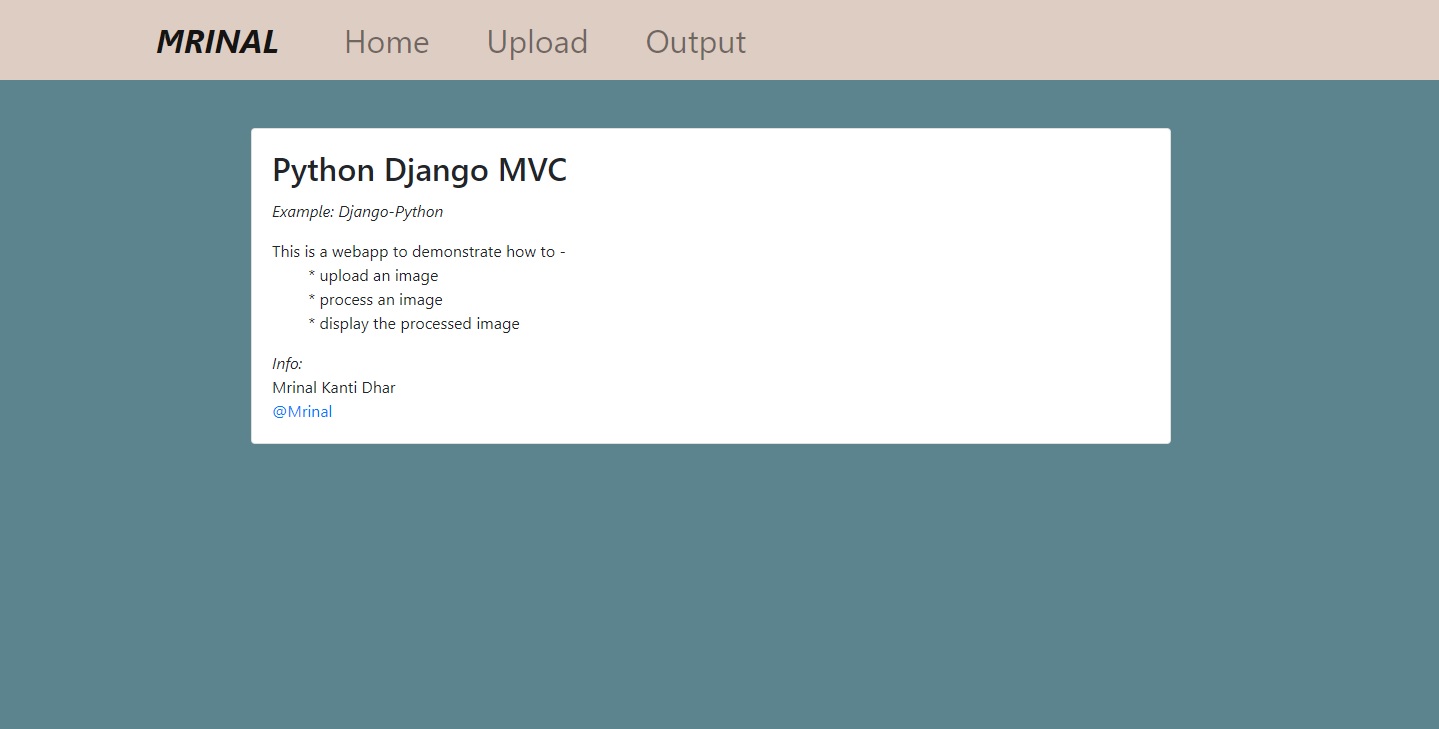 MRINAL Home Upload Output
Python Django MVC
Example: Django-Python
This is a webapp to demonstrate how to -
* upload an image
* process an image
* display the processed image
Info:
Mrinal Kanti Dhar
@Mrinal